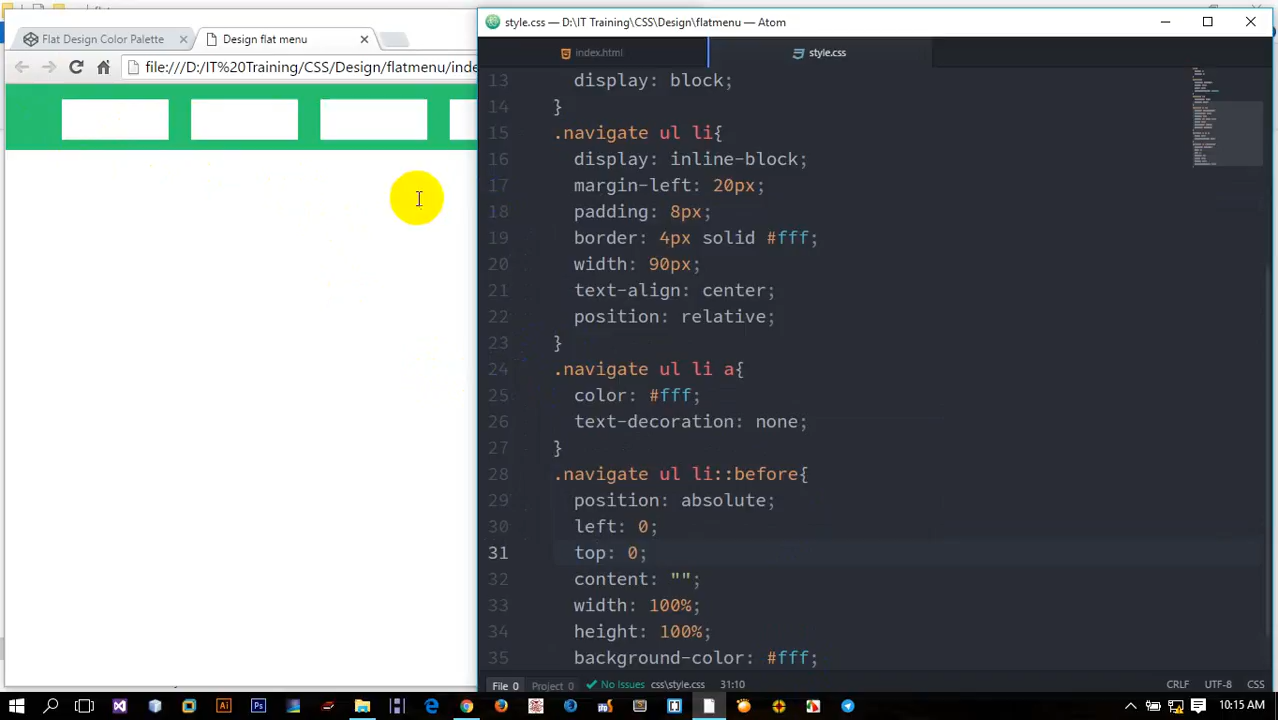 style.css — D:\IT Training\CSS\Design\flatmenu — Atom
Flat Design Color Palette
Design flat menu
file:///D:/IT%20Training/CSS/Design/flatmenu/inde
index.html
style.css
13 display: block;
14 }
15 .navigate ul li{
16 display: inline-block;
17 margin-left: 20px;
18 padding: 8px;
19 border: 4px solid #fff;
20 width: 90px;
21 text-align: center;
22 position: relative;
23 }
24 .navigate ul li a{
25 color: #fff;
26 text-decoration: none;
27 }
28 .navigate ul li::before{
29 position: absolute;
30 left: 0;
31 top: 0;
32 content: "";
33 width: 100%;
34 height: 100%;
35 background-color: #fff;
File 0 Project 0 No Issues css\style.css 31:10 CRLF UTF-8 CSS
Ai Ps 10:15 AM